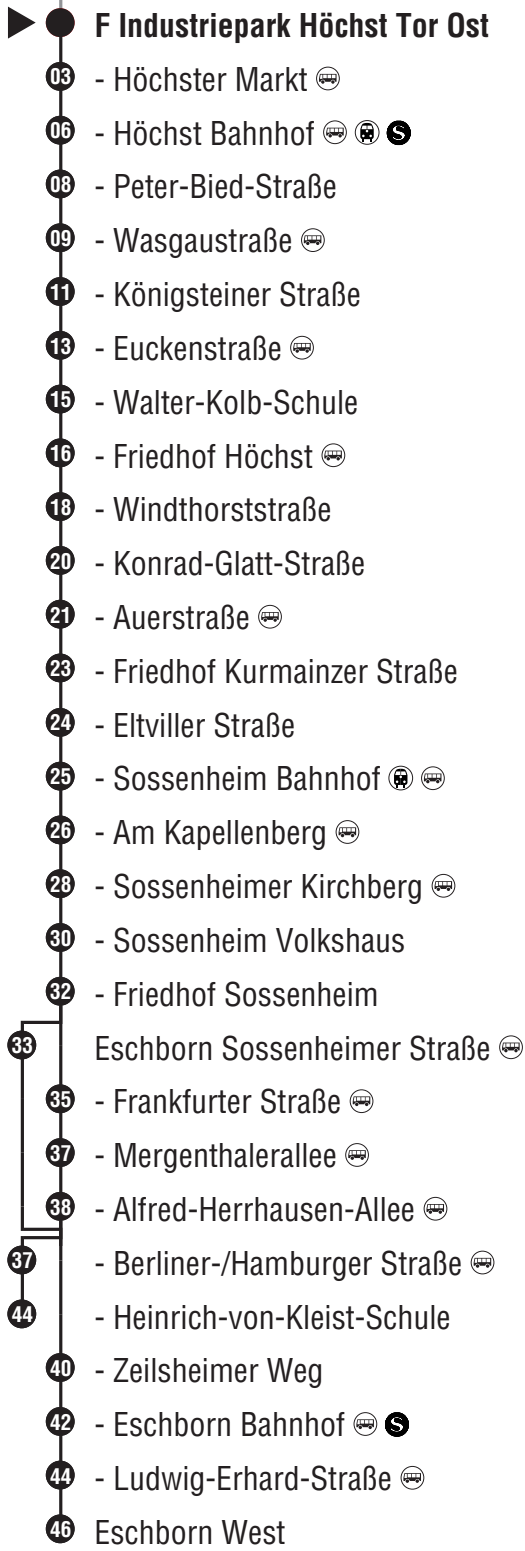 F Industriepark Höchst Tor Ost
03 - Höchster Markt
06 - Höchst Bahnhof S
08 - Peter-Bied-Straße
09 - Wasgaustraße
11 - Königsteiner Straße
13 - Euckenstraße
15 - Walter-Kolb-Schule
16 - Friedhof Höchst
18 - Windthorststraße
20 - Konrad-Glatt-Straße
21 - Auerstraße
23 - Friedhof Kurmainzer Straße
24 - Eltviller Straße
25 - Sossenheim Bahnhof
26 - Am Kapellenberg
28 - Sossenheimer Kirchberg
30 - Sossenheim Volkshaus
32 - Friedhof Sossenheim
33 Eschborn Sossenheimer Straße
35 - Frankfurter Straße
37 - Mergenthalerallee
38 - Alfred-Herrhausen-Allee
37 - Berliner-/Hamburger Straße
44 - Heinrich-von-Kleist-Schule
40 - Zeilsheimer Weg
42 - Eschborn Bahnhof S
44 - Ludwig-Erhard-Straße
46 Eschborn West